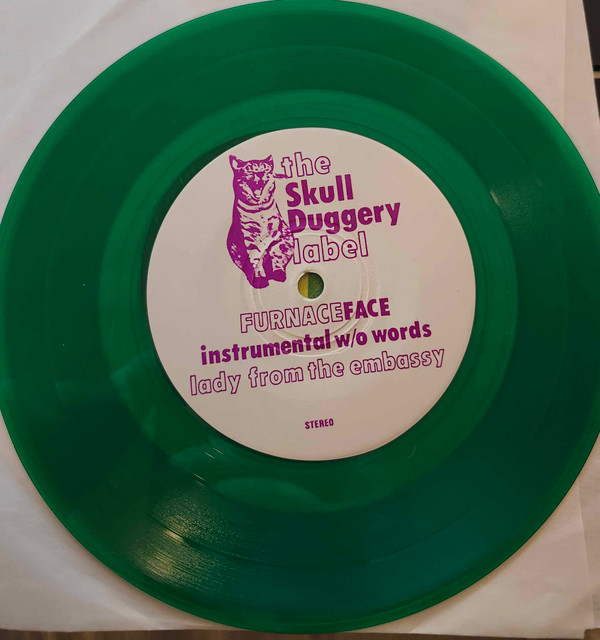 the
Skull
Duggery
label
FURNACEFACE
instrumental w/o words
lady from the embassy
STEREO